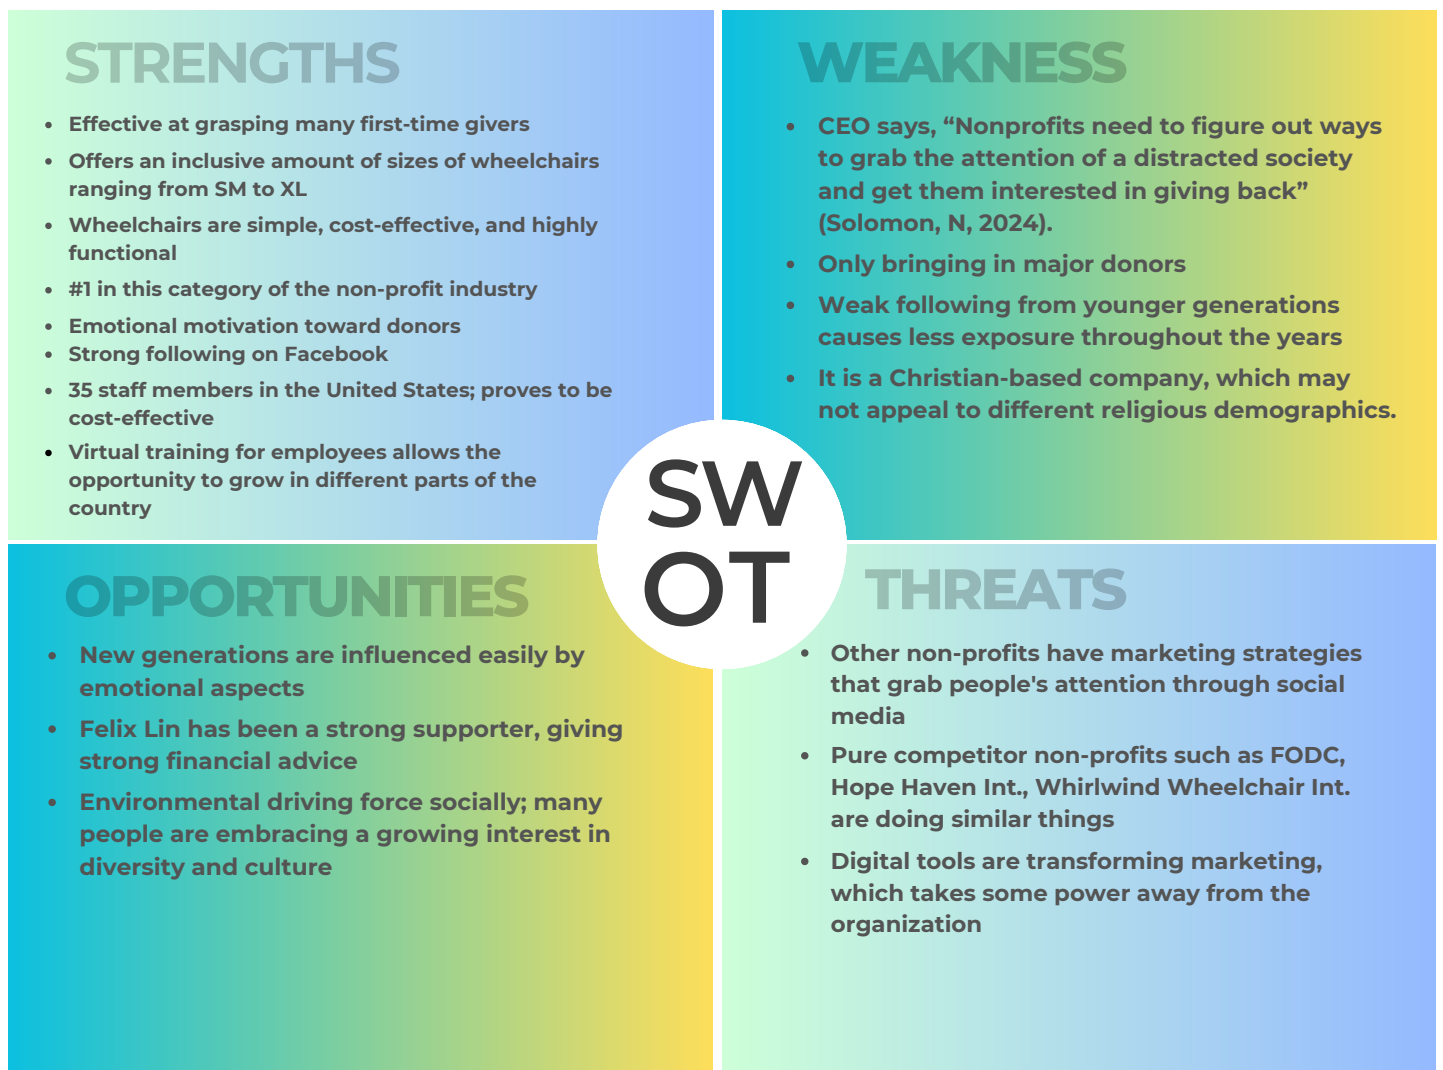 STRENGTHS
• Effective at grasping many first-time givers
• Offers an inclusive amount of sizes of wheelchairs
ranging from SM to XL
• Wheelchairs are simple, cost-effective, and highly
functional
• #1 in this category of the non-profit industry
• Emotional motivation toward donors
• Strong following on Facebook
• 35 staff members in the United States; proves to be
cost-effective
• Virtual training for employees allows the
opportunity to grow in different parts of the
country
WEAKNESS
• CEO says, “Nonprofits need to figure out ways
to grab the attention of a distracted society
and get them interested in giving back”
(Solomon, N, 2024).
• Only bringing in major donors
• Weak following from younger generations
causes less exposure throughout the years
• It is a Christian-based company, which may
not appeal to different religious demographics.
SW
OT
OPPORTUNITIES
• New generations are influenced easily by
emotional aspects
• Felix Lin has been a strong supporter, giving
strong financial advice
• Environmental driving force socially; many
people are embracing a growing interest in
diversity and culture
THREATS
• Other non-profits have marketing strategies
that grab people's attention through social
media
• Pure competitor non-profits such as FODC,
Hope Haven Int., Whirlwind Wheelchair Int.
are doing similar things
• Digital tools are transforming marketing,
which takes some power away from the
organization